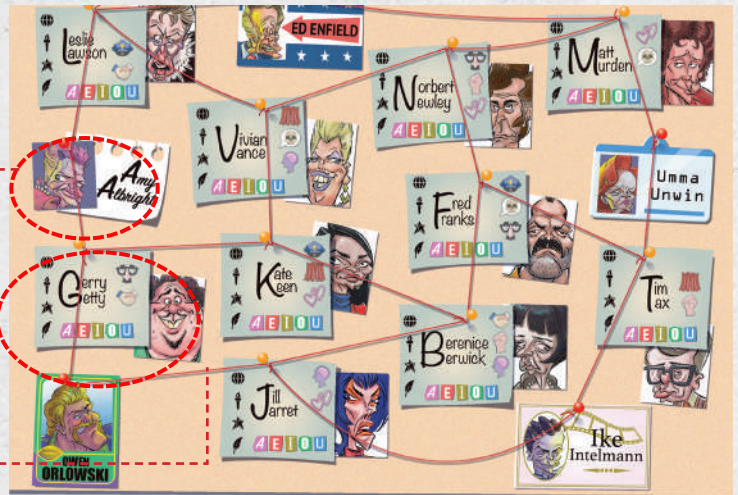 ED ENFIELD
Leslie
Lawson
AEIOU
Matt
Murden
AEIOU
Norbert
Newley
AEIOU
Vivian
Vance
AEIOU
Amy
Albright
Umma
Unwin
Fred
Franks
AEIOU
Gerry
Getty
AEIOU
Kate
Keen
AEIOU
Tim
Tax
AEIOU
Berenice
Berwick
AEIOU
Jill
Jarret
AEIOU
OWEN
ORLOWSKI
Ike
Intelmann